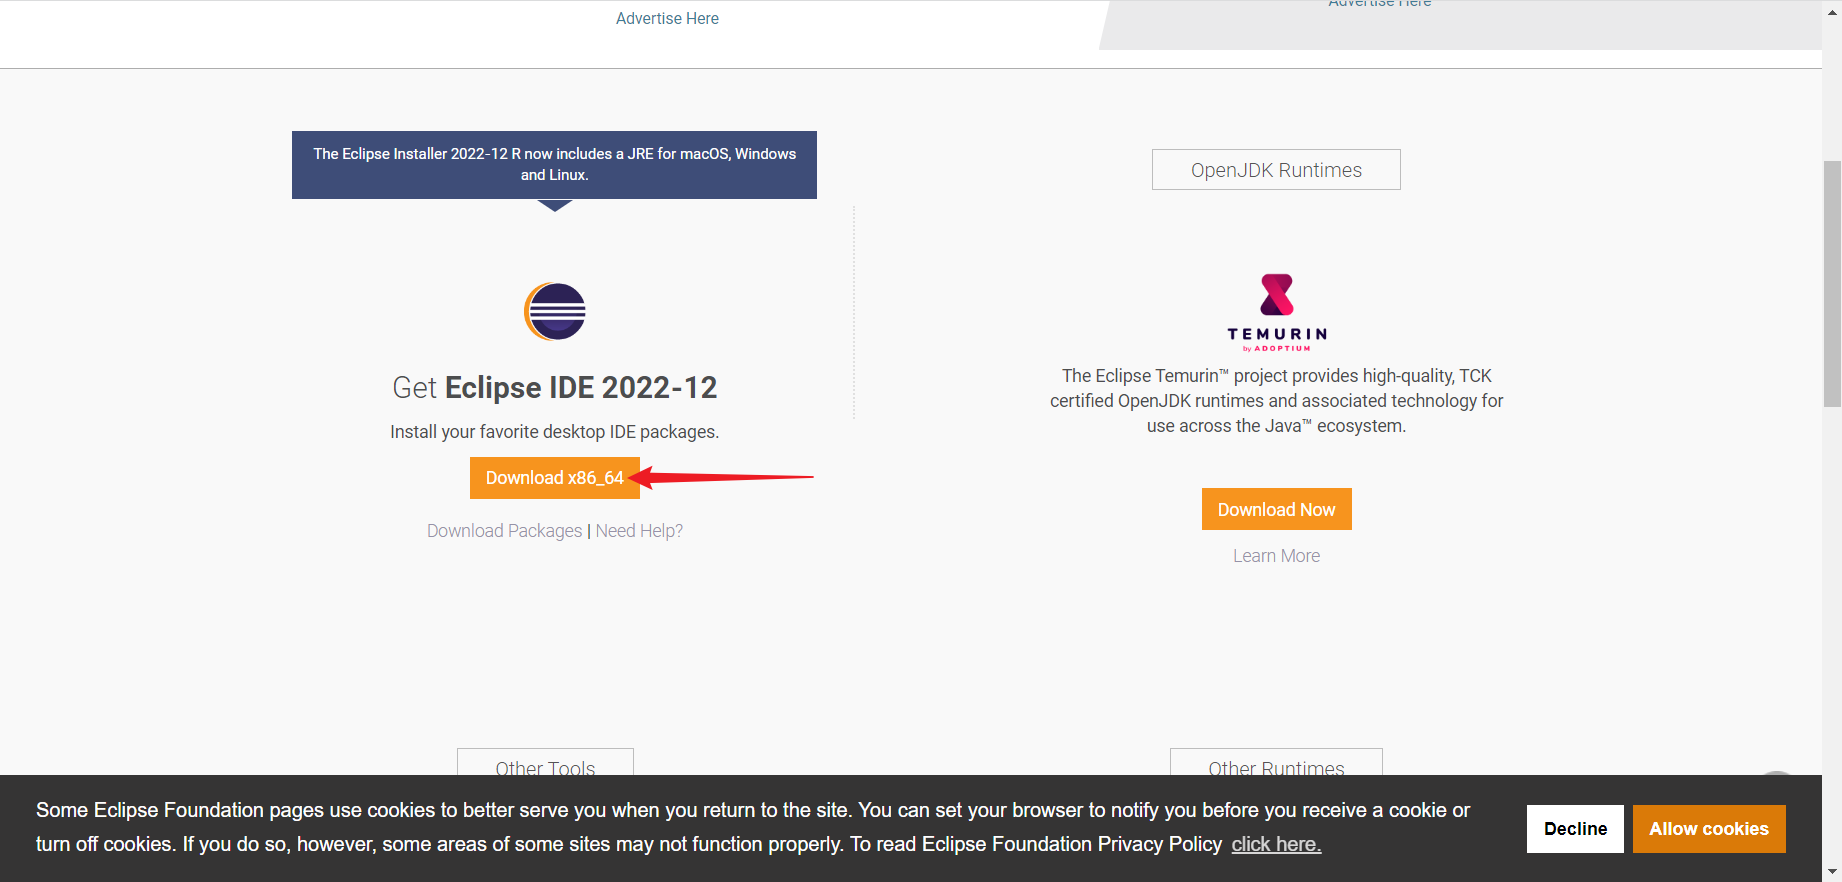 Advertise Here
Advertise Here
The Eclipse Installer 2022-12 R now includes a JRE for macOS, Windows
and Linux.
Get Eclipse IDE 2022-12
Install your favorite desktop IDE packages.
Download x86_64
Download Packages | Need Help?
OpenJDK Runtimes
TEMURIN
by ADOPTIUM
The Eclipse Temurin™ project provides high-quality, TCK
certified OpenJDK runtimes and associated technology for
use across the Java™ ecosystem.
Download Now
Learn More
Other Tools
Other Runtimes
Some Eclipse Foundation pages use cookies to better serve you when you return to the site. You can set your browser to notify you before you receive a cookie or
turn off cookies. If you do so, however, some areas of some sites may not function properly. To read Eclipse Foundation Privacy Policy click here.
Decline
Allow cookies